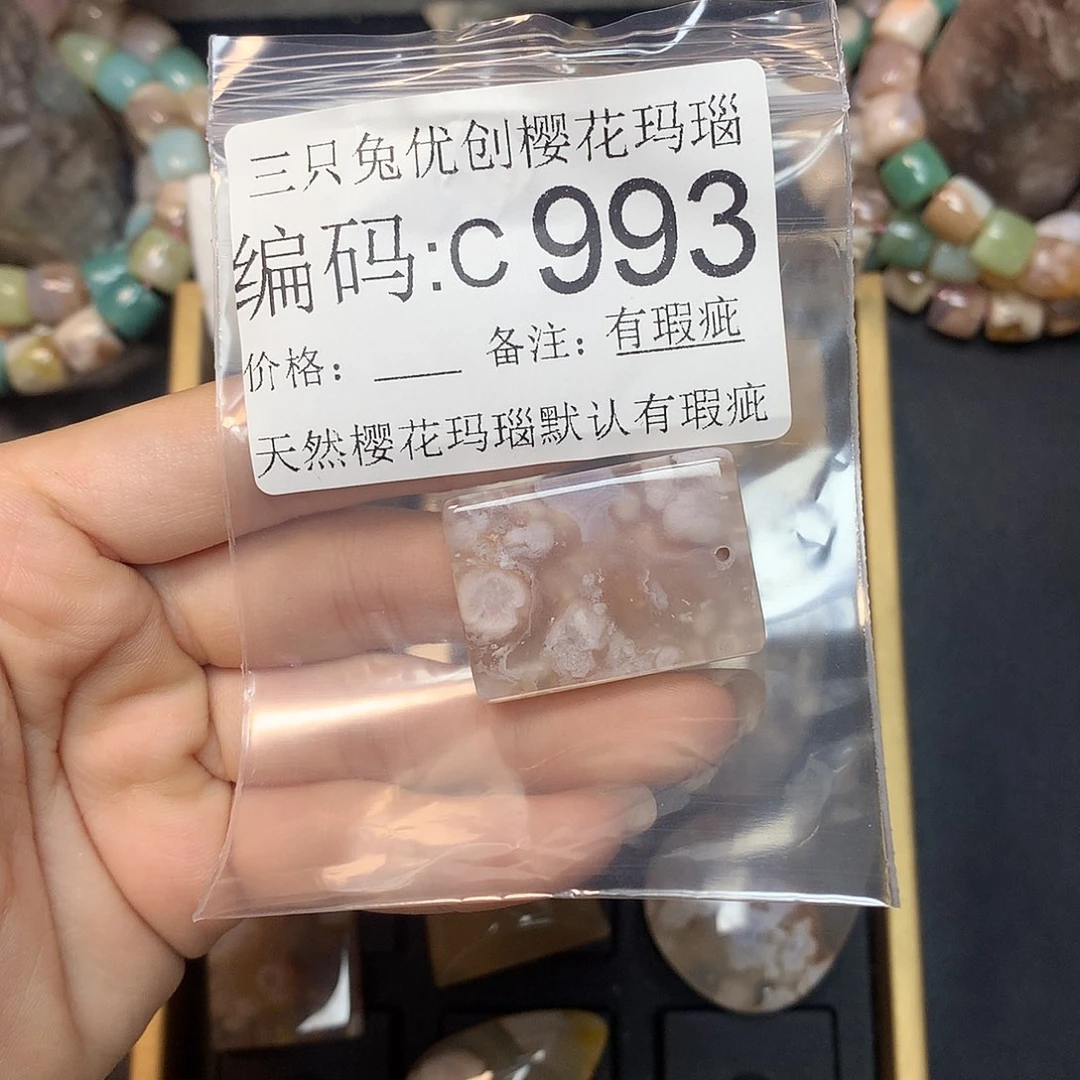 三只兔优创樱花玛瑙
编码:C 993
价格：____ 备注：有瑕疵
天然樱花玛瑙默认有瑕疵